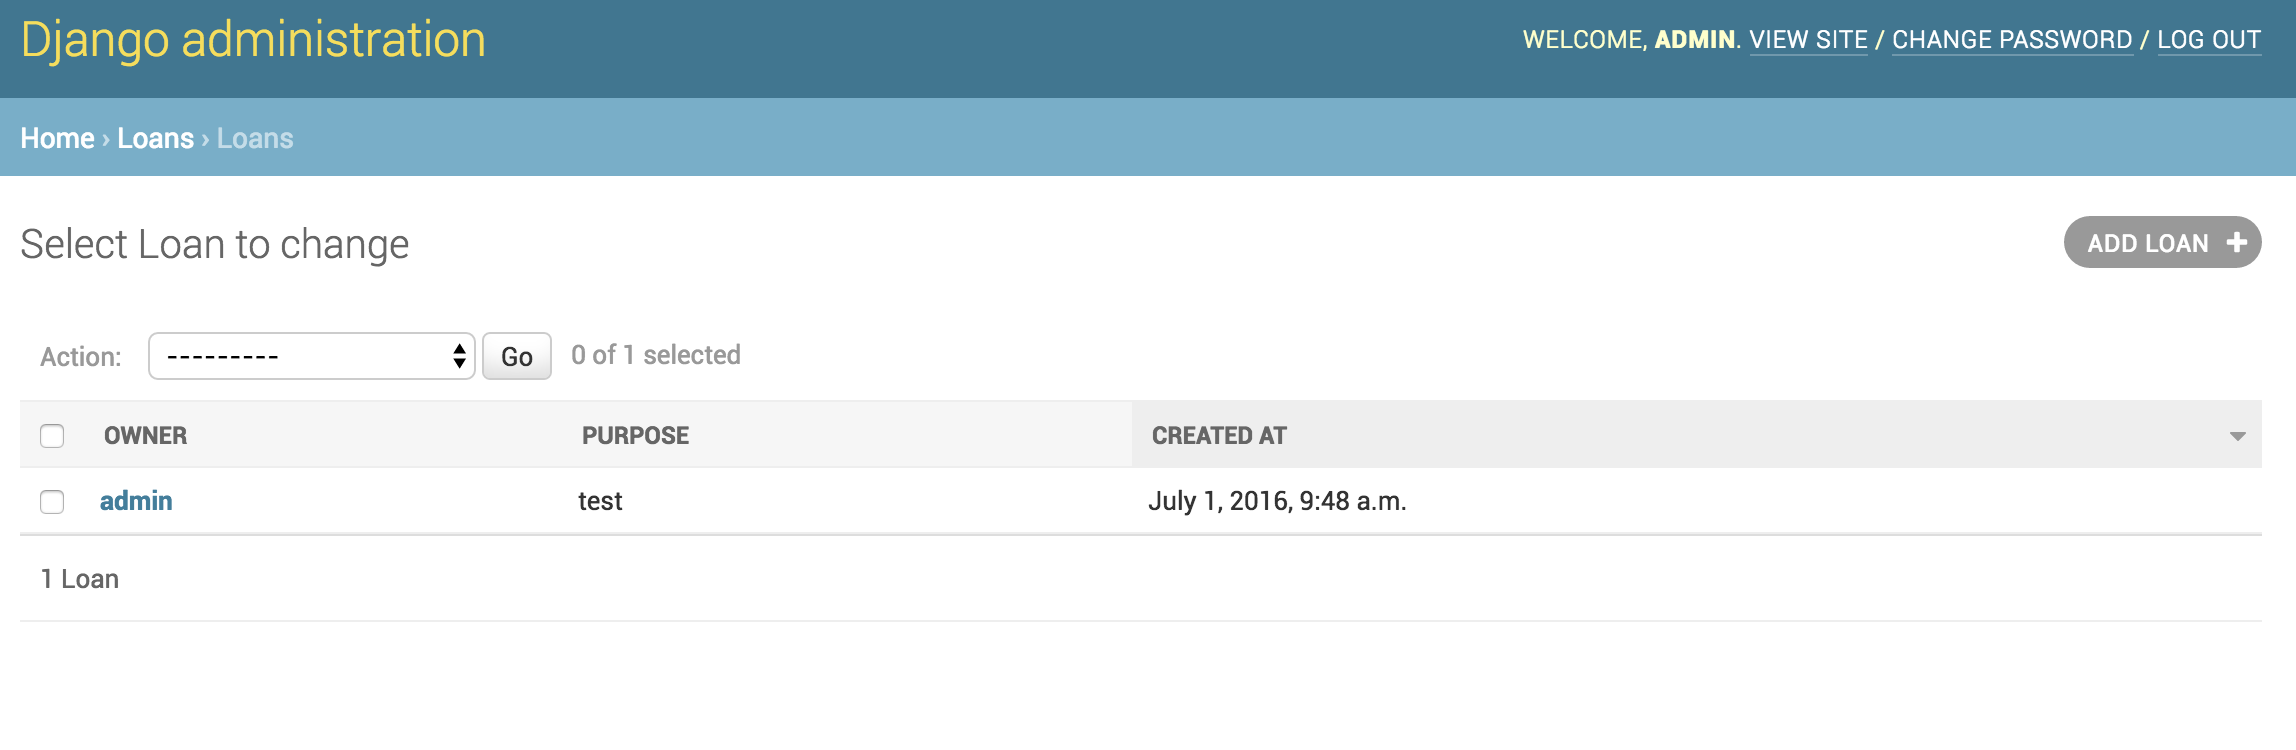 Django administration
WELCOME, ADMIN. VIEW SITE / CHANGE PASSWORD / LOG OUT
Home › Loans › Loans
Select Loan to change
ADD LOAN +
Action: --------- Go 0 of 1 selected
OWNER PURPOSE CREATED AT
admin test July 1, 2016, 9:48 a.m.
1 Loan